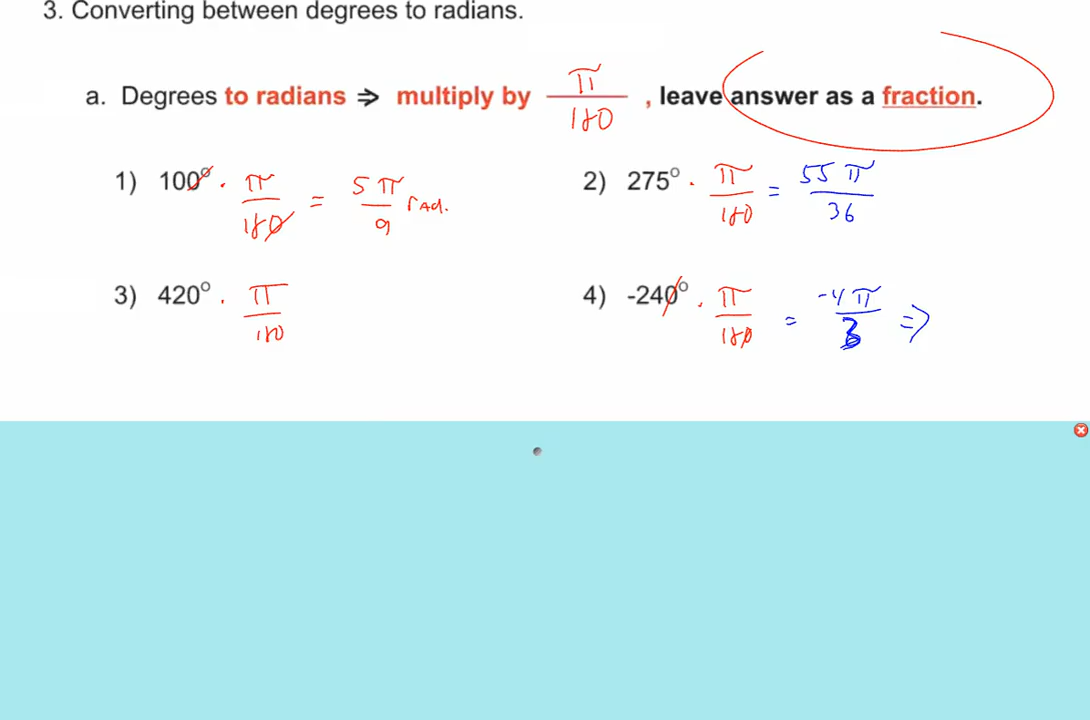 3. Converting between degrees to radians.
a. Degrees to radians ⇒ multiply by π/180, leave answer as a fraction.
1) 100° · π/180 = 5π/9 rad.
2) 275° · π/180 = 55π/36
3) 420° · π/180
4) -240° · π/180 = -4π/3 ⇒